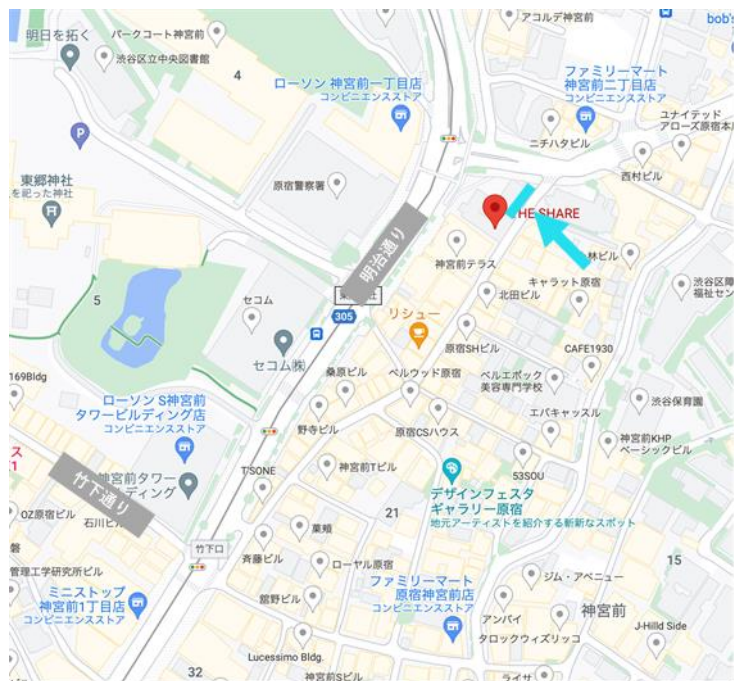 アコルデ神宮前
bob's
明日を拓く
パークコート神宮前
渋谷区立中央図書館
4
ローソン 神宮前一丁目店
コンビニエンスストア
ファミリーマート
神宮前二丁目店
コンビニエンスストア
ユナイテッド
アローズ原宿本
P
ニチハタビル
西村ビル
東郷神社
を祀った神社
原宿警察署
THE SHARE
明治通り
神宮前テラス
林ビル
北田ビル
キャラット原宿
渋谷区障
福祉セン
5
セコム
305
リシュー
セコム㈱
原宿SHビル
CAFE1930
169Bldg
桑原ビル
ベルウッド原宿
ベルエポック
美容専門学校
渋谷保育園
ローソン S神宮前
タワービルディング店
コンビニエンスストア
エバキャッスル
野寺ビル
原宿CSハウス
神宮前KHP
ベーシックビル
ス
1
竹下通り
神宮前タワー
ディング
T'SONE
神宮前Tビル
53SOU
デザインフェスタ
ギャラリー原宿
地元アーティストを紹介する斬新なスポット
OZ原宿ビル
石川ビ
21
菓頬
磐
竹下口
斉藤ビル
ローヤル原宿
15
管理工学研究所ビル
ミニストップ
神宮前1丁目店
コンビニエンスストア
舘野ビル
ファミリーマート
原宿神宮前店
コンビニエンスストア
ジム・アベニュー
神宮前
アンバイ
タロックウィズリッコ
J-Hilld Side
Lucessimo Bldg.
32
神宮前Sビル
ライサ